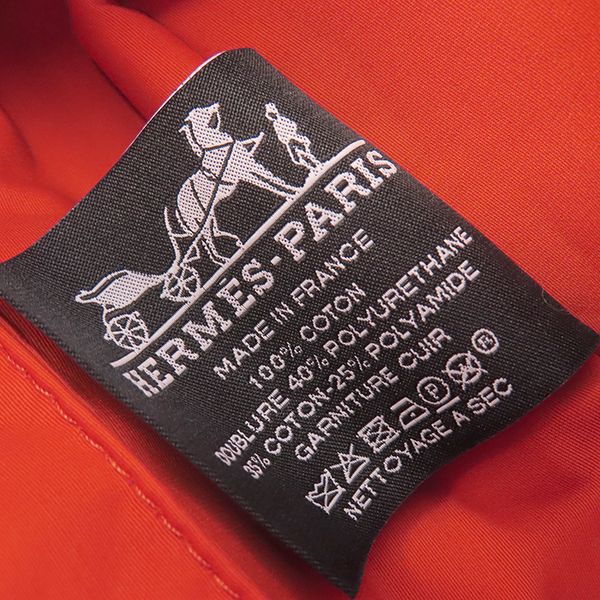 HERMES-PARIS
MADE IN FRANCE
100% COTON
DOUBLURE 40% POLYURETHANE
35% COTON-25% POLYAMIDE
GARNITURE CUIR
NETTOYAGE A SEC